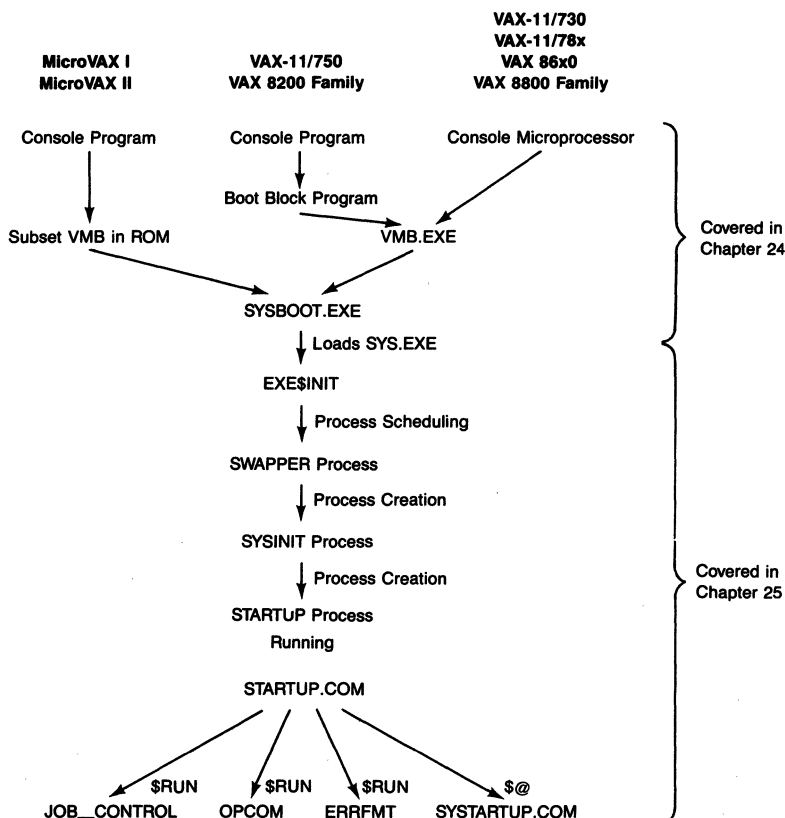 VAX-11/730
VAX-11/78x
MicroVAX I VAX-11/750 VAX 86x0
MicroVAX II VAX 8200 Family VAX 8800 Family
Console Program Console Program Console Microprocessor
Boot Block Program
Subset VMB in ROM VMB.EXE
Covered in
Chapter 24
SYSBOOT.EXE
Loads SYS.EXE
EXE$INIT
Process Scheduling
SWAPPER Process
Process Creation
SYSINIT Process
Process Creation
Covered in
Chapter 25
STARTUP Process
Running
STARTUP.COM
$RUN $RUN $RUN $@
JOB__CONTROL OPCOM ERRFMT SYSTARTUP.COM